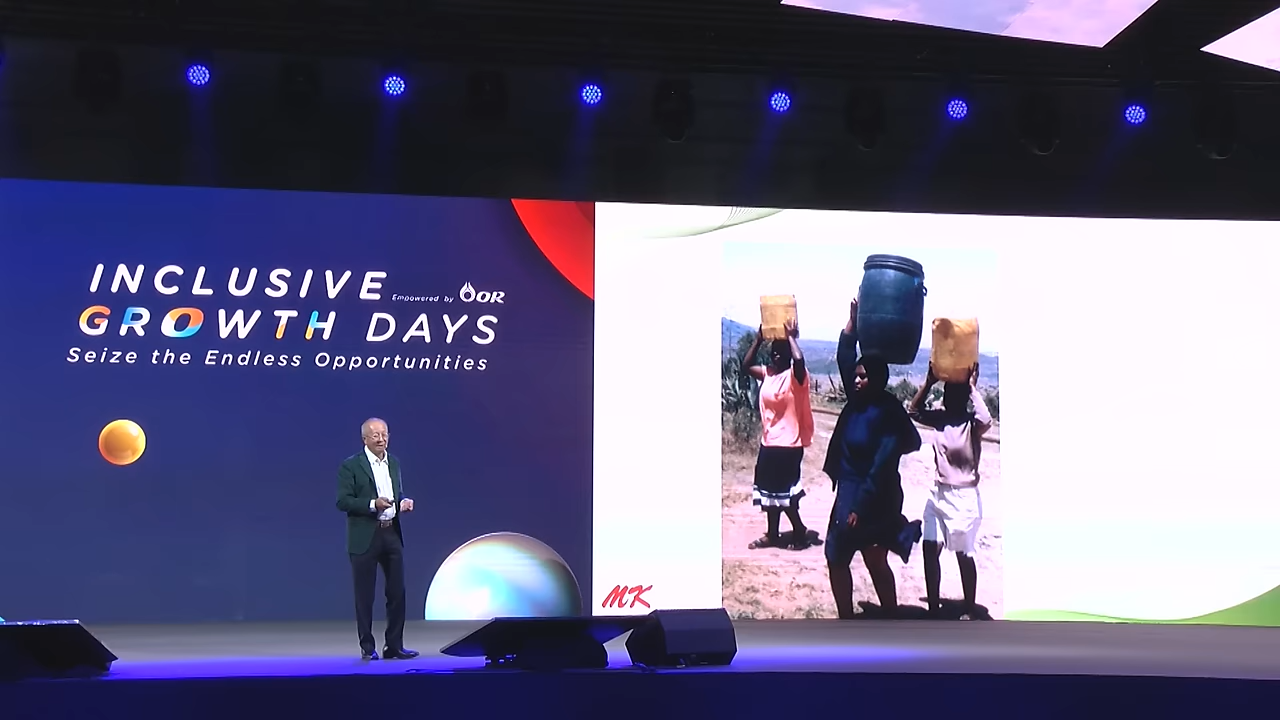 INCLUSIVE
Empowered by OR
GROWTH DAYS
Seize the Endless Opportunities
MK